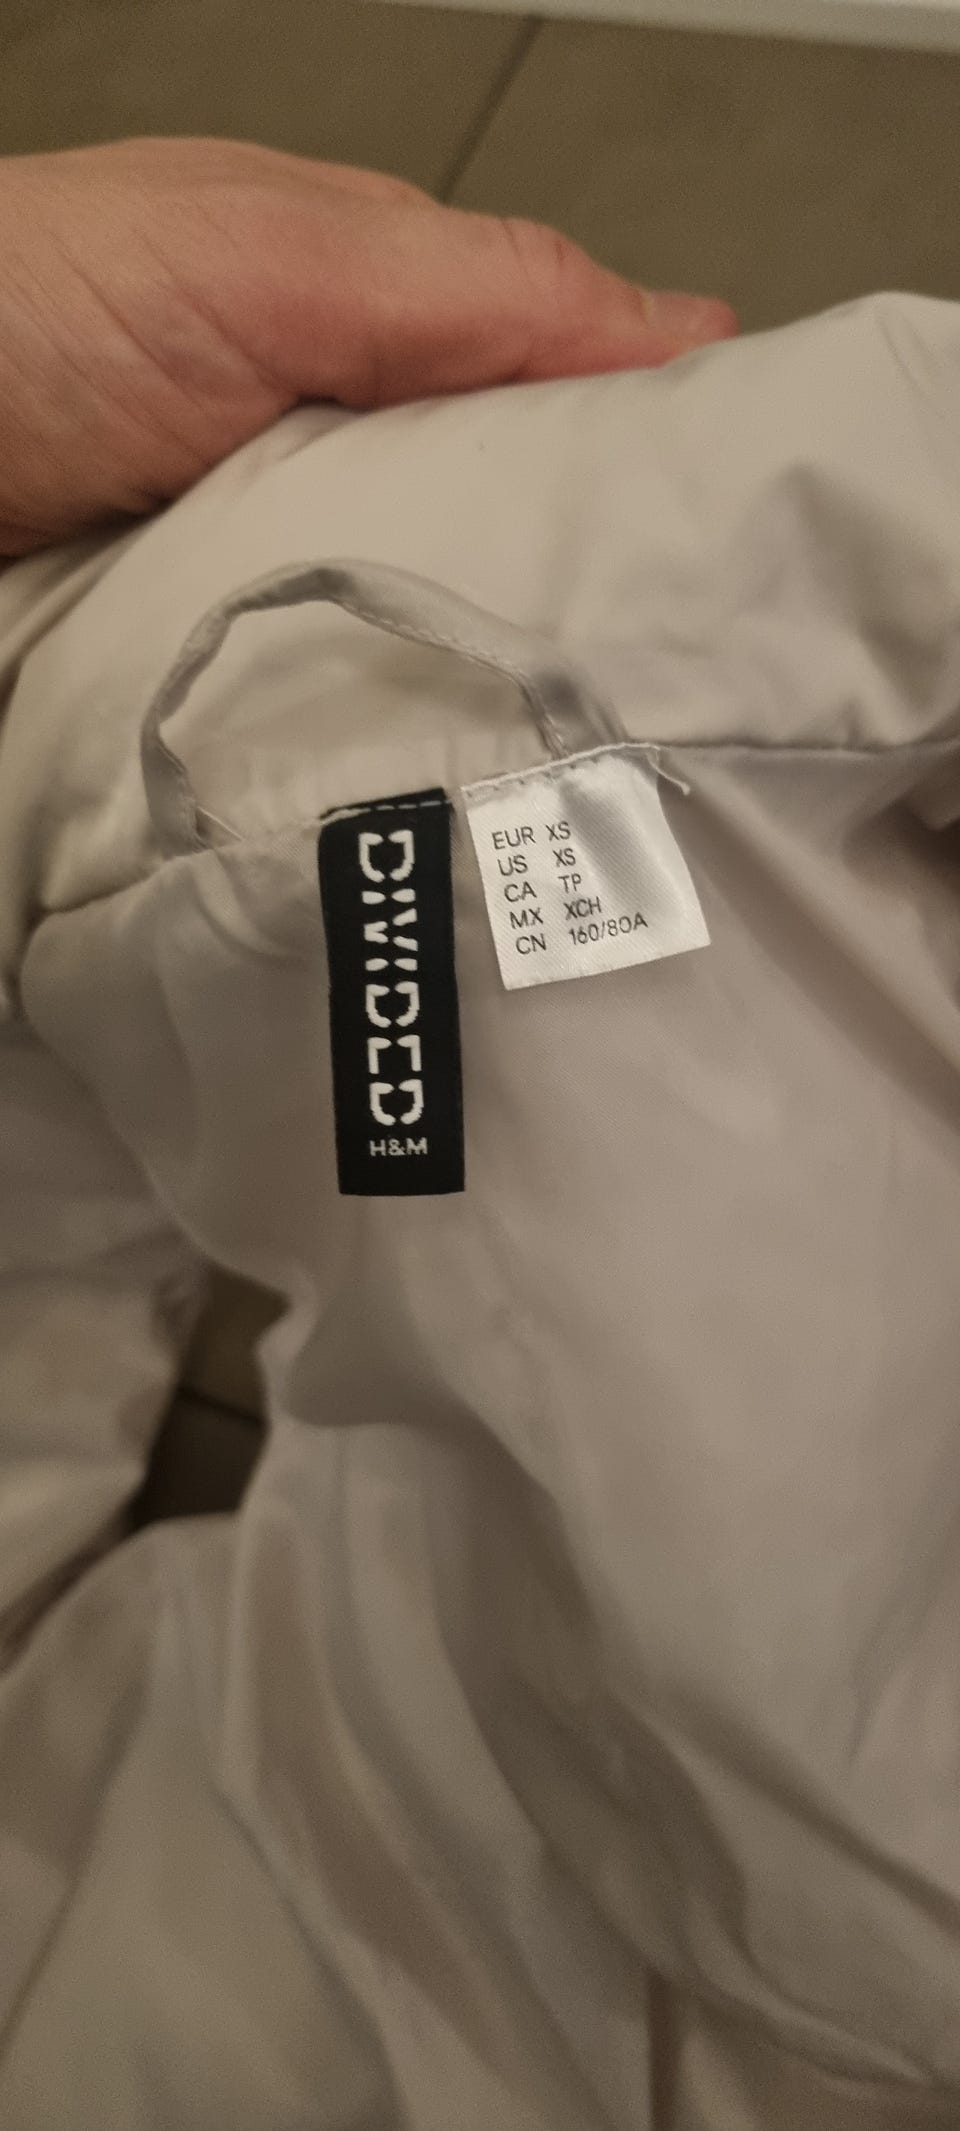 DIVIDED
H&M
EUR XS
US XS
CA TP
MX XCH
CN 160/80A